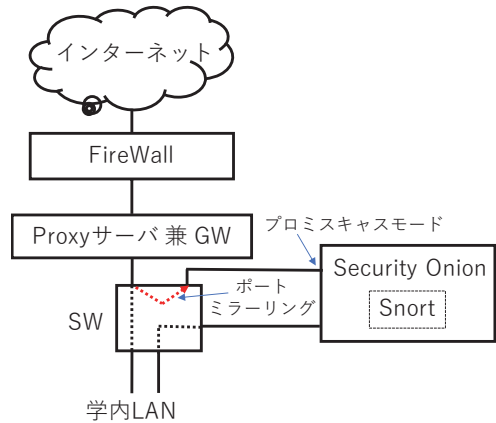 インターネット
FireWall
Proxyサーバ 兼 GW
プロミスキャスモード
Security Onion
Snort
ポート
ミラーリング
SW
学内LAN